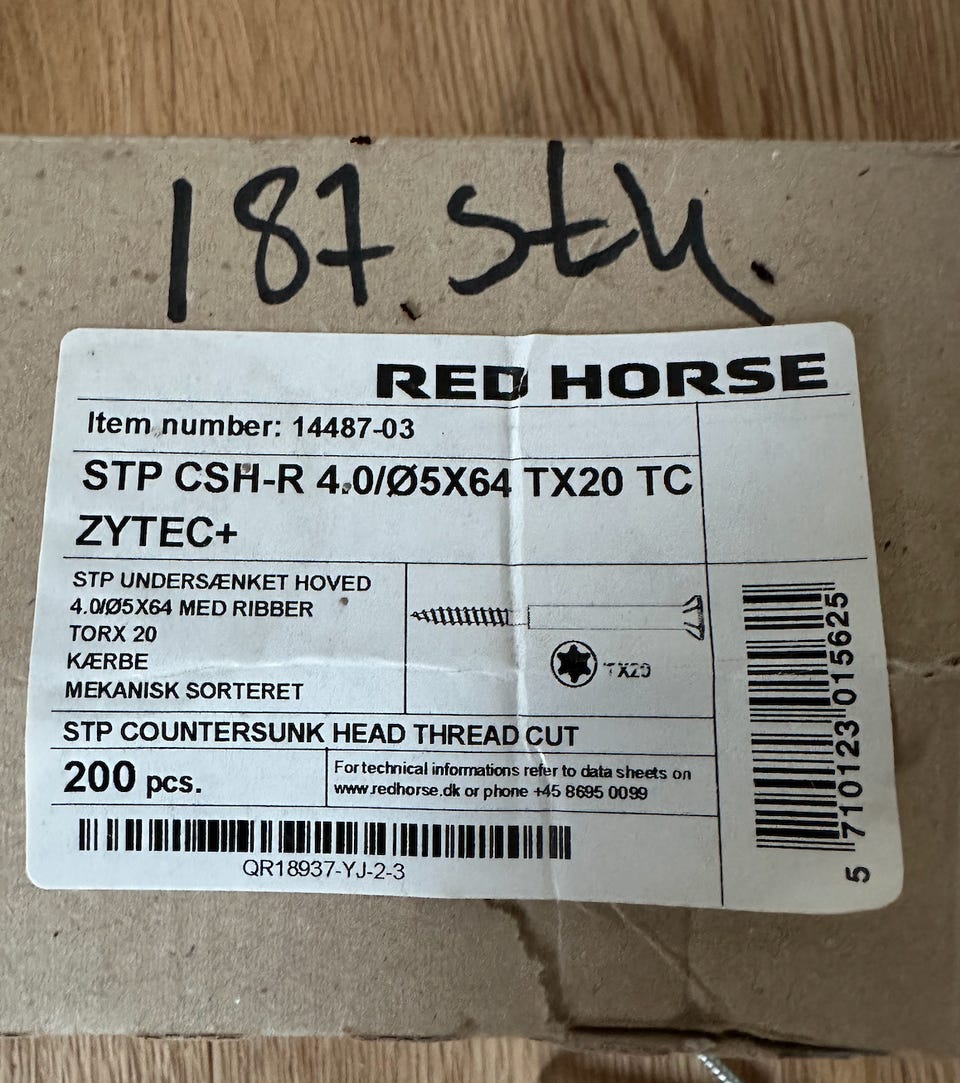 187 stk.
RED HORSE
Item number: 14487-03
STP CSH-R 4.0/Ø5X64 TX20 TC
ZYTEC+
STP UNDERSÆNKET HOVED
4.0/Ø5X64 MED RIBBER
TORX 20
KÆRBE
MEKANISK SORTERET
TX20
STP COUNTERSUNK HEAD THREAD CUT
200 pcs.
For technical informations refer to data sheets on
www.redhorse.dk or phone +45 8695 0099
QR18937-YJ-2-3
5 710123 015625